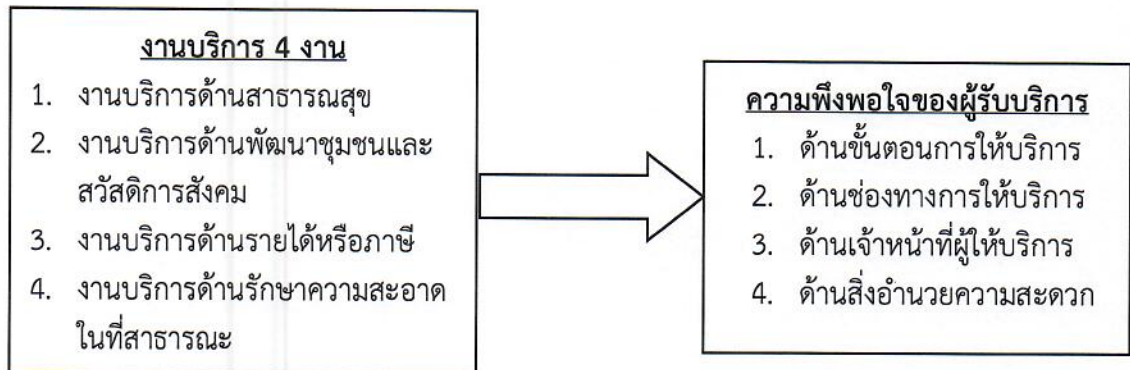 งานบริการ 4 งาน
1. งานบริการด้านสาธารณสุข
2. งานบริการด้านพัฒนาชุมชนและ
สวัสดิการสังคม
3. งานบริการด้านรายได้หรือภาษี
4. งานบริการด้านรักษาความสะอาด
ในที่สาธารณะ
ความพึงพอใจของผู้รับบริการ
1. ด้านขั้นตอนการให้บริการ
2. ด้านช่องทางการให้บริการ
3. ด้านเจ้าหน้าที่ผู้ให้บริการ
4. ด้านสิ่งอำนวยความสะดวก